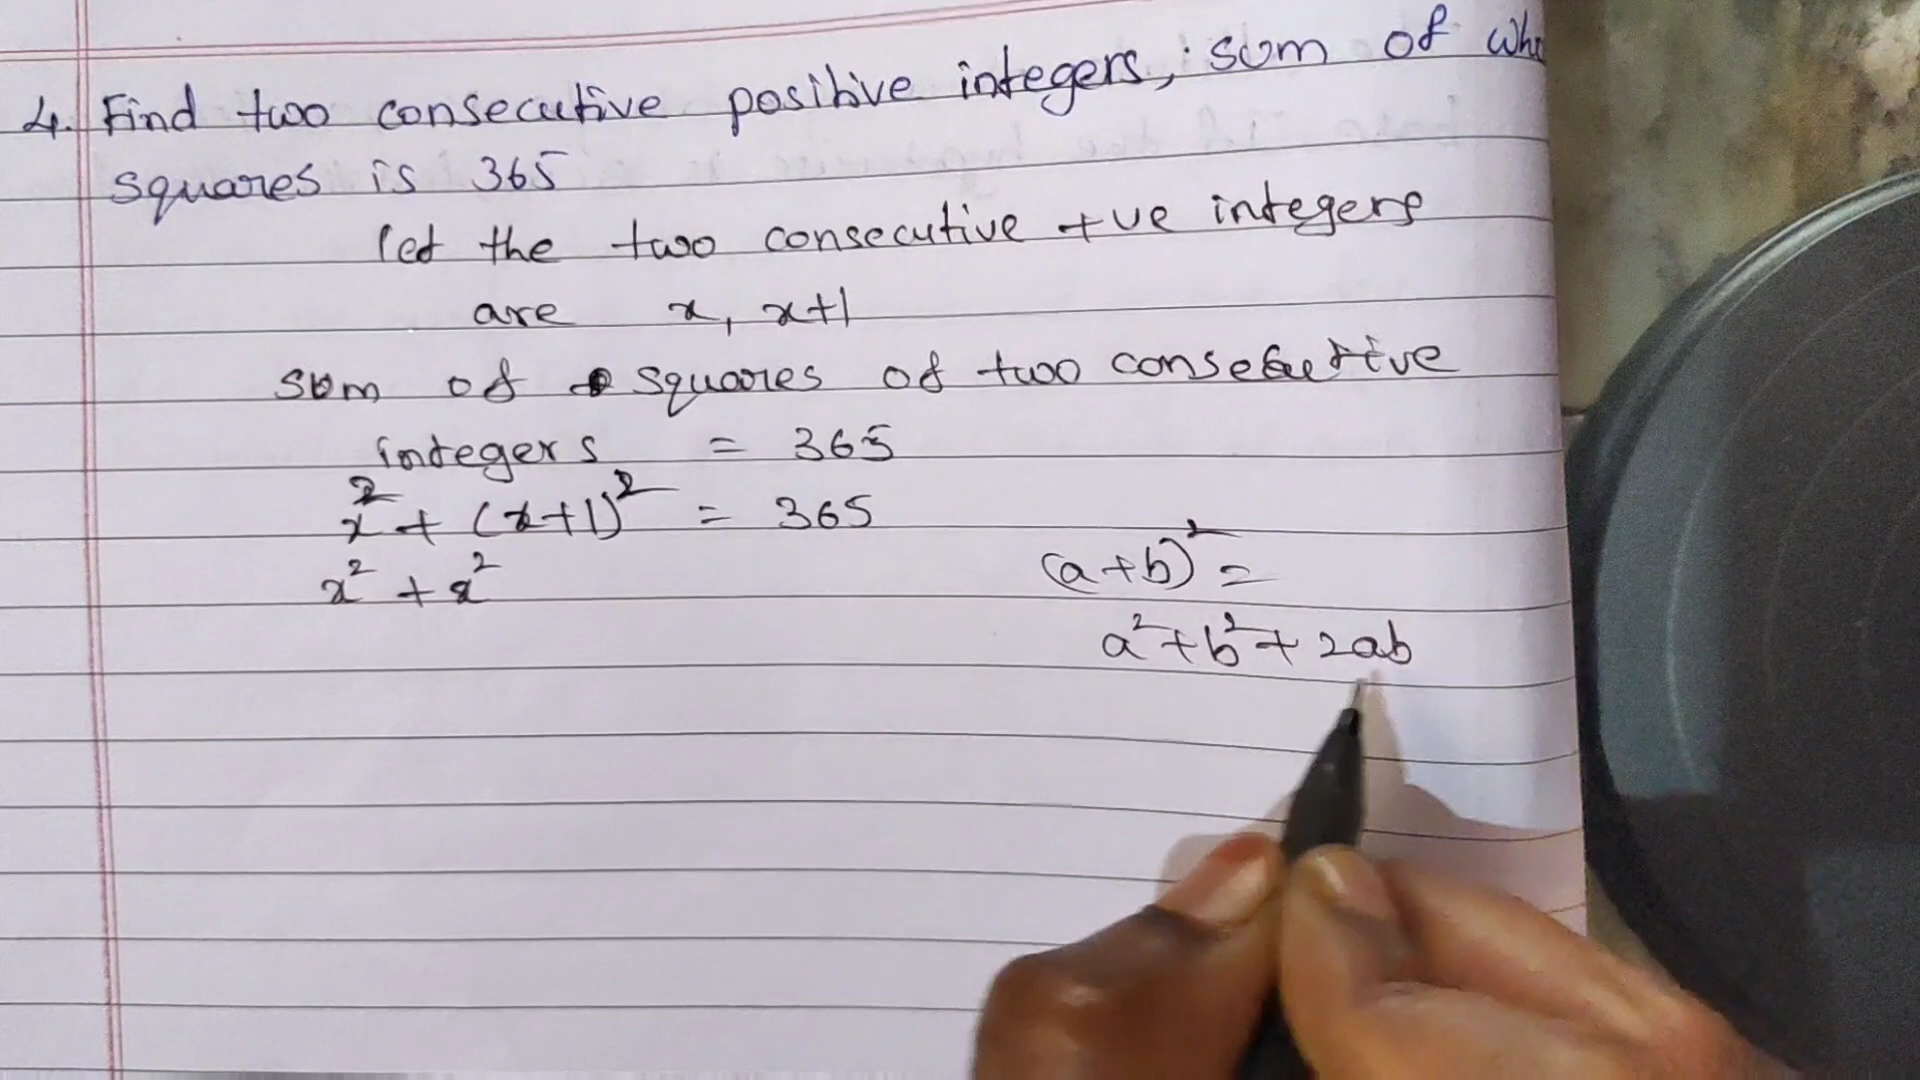 4. Find two consecutive positive integers, sum of
squares is 365
let the two consecutive +ve integers
are x, x+1
sum of squares of two consecutive
integers = 365
x² + (x+1)² = 365
x² + x²
(a+b)² =
a² + b² + 2ab